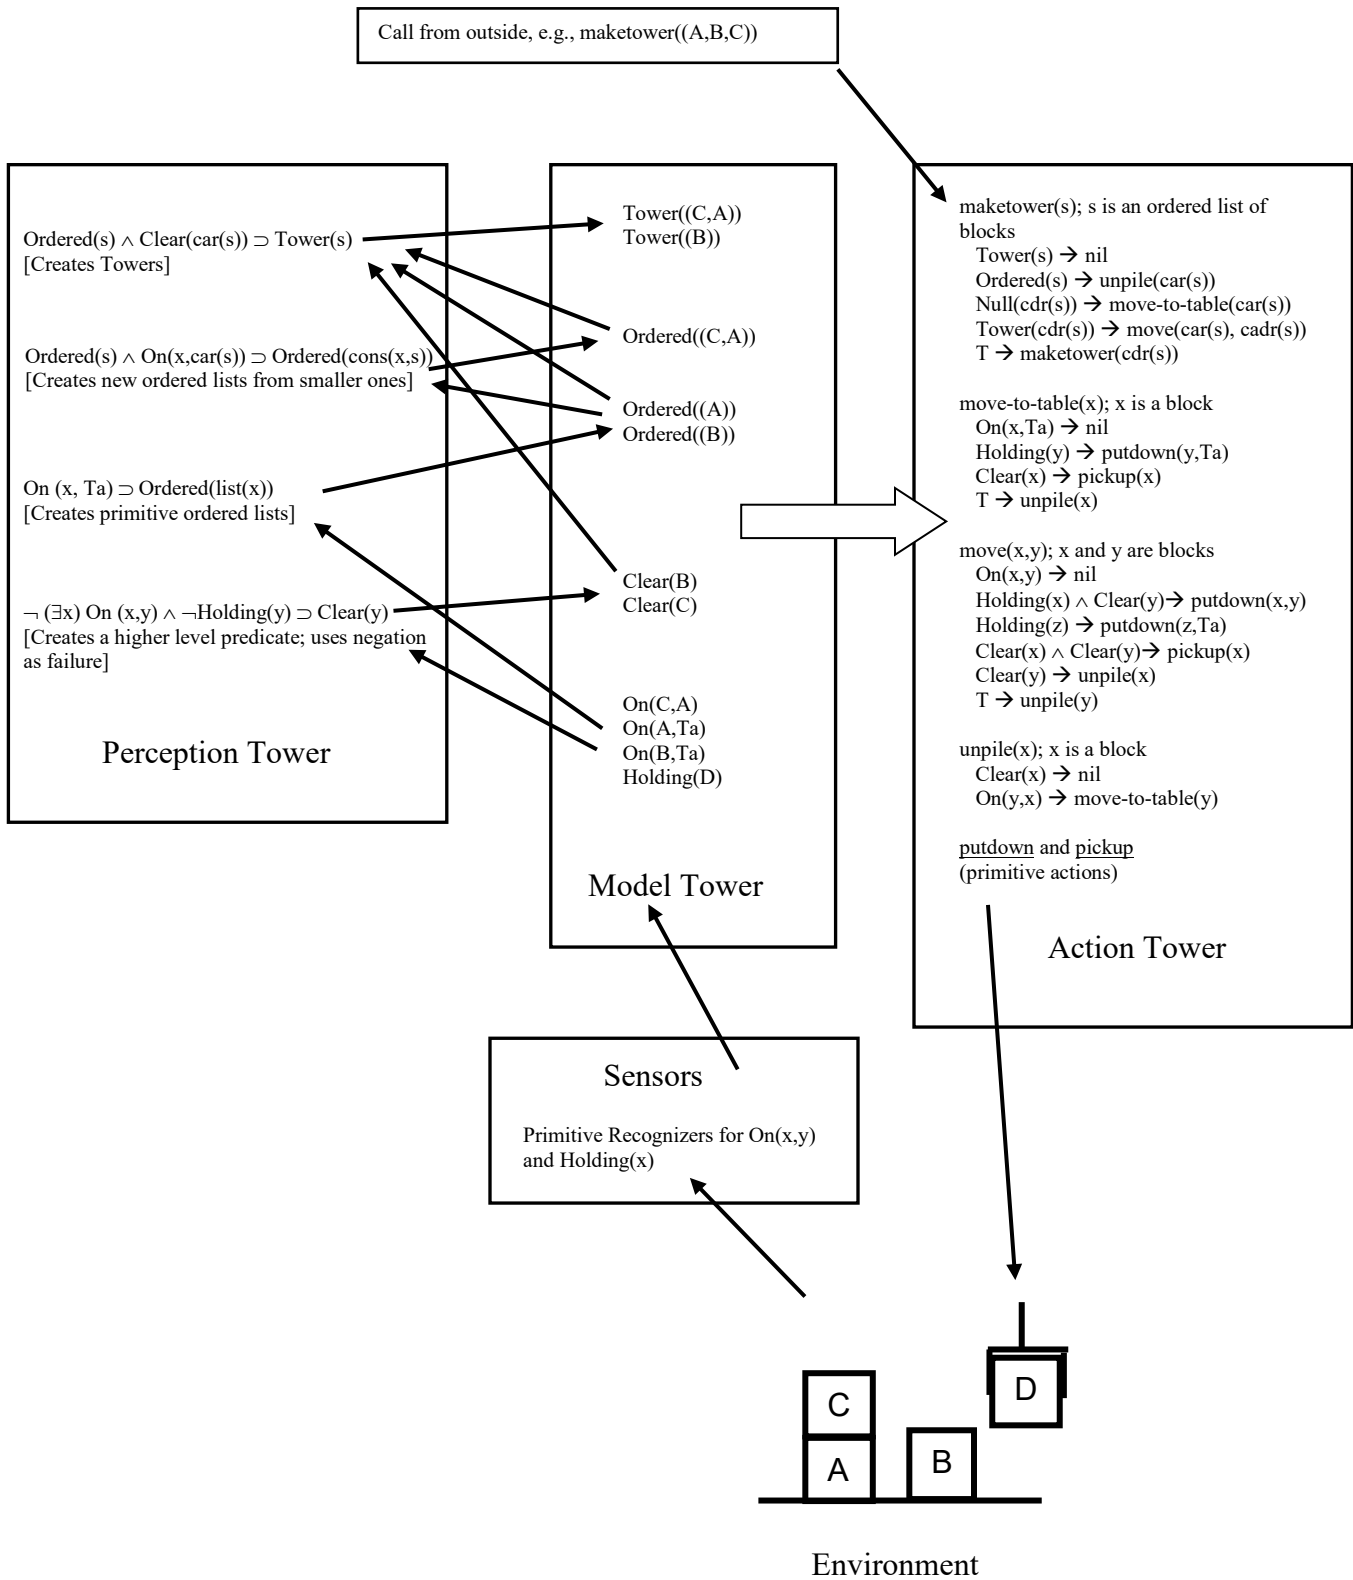 Call from outside, e.g., maketower((A,B,C))
Ordered(s) ∧ Clear(car(s)) ⊃ Tower(s)
[Creates Towers]
Ordered(s) ∧ On(x,car(s)) ⊃ Ordered(cons(x,s))
[Creates new ordered lists from smaller ones]
On (x, Ta) ⊃ Ordered(list(x))
[Creates primitive ordered lists]
¬ (∃x) On (x,y) ∧ ¬Holding(y) ⊃ Clear(y)
[Creates a higher level predicate; uses negation
as failure]
Perception Tower
Tower((C,A))
Tower((B))
Ordered((C,A))
Ordered((A))
Ordered((B))
Clear(B)
Clear(C)
On(C,A)
On(A,Ta)
On(B,Ta)
Holding(D)
Model Tower
maketower(s); s is an ordered list of
blocks
Tower(s) → nil
Ordered(s) → unpile(car(s))
Null(cdr(s)) → move-to-table(car(s))
Tower(cdr(s)) → move(car(s), cadr(s))
T → maketower(cdr(s))
move-to-table(x); x is a block
On(x,Ta) → nil
Holding(y) → putdown(y,Ta)
Clear(x) → pickup(x)
T → unpile(x)
move(x,y); x and y are blocks
On(x,y) → nil
Holding(x) ∧ Clear(y)→ putdown(x,y)
Holding(z) → putdown(z,Ta)
Clear(x) ∧ Clear(y)→ pickup(x)
Clear(y) → unpile(x)
T → unpile(y)
unpile(x); x is a block
Clear(x) → nil
On(y,x) → move-to-table(y)
putdown and pickup
(primitive actions)
Action Tower
Sensors
Primitive Recognizers for On(x,y)
and Holding(x)
D
C
A
B
Environment